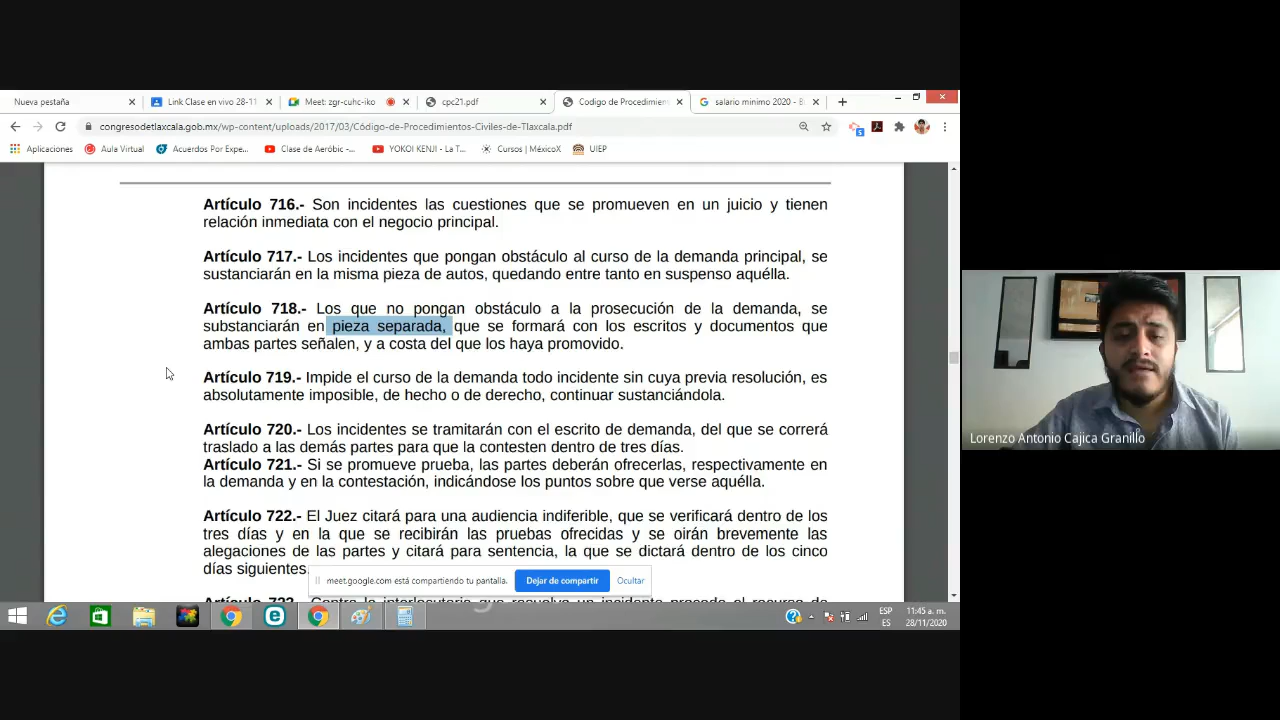 Nueva pestaña
Link Clase en vivo 28-11
Meet: zgr-cuhc-iko
cpc21.pdf
Codigo de Procedimien
salario minimo 2020 - B
congresodetlaxcala.gob.mx/wp-content/uploads/2017/03/Código-de-Procedimientos-Civiles-de-Tlaxcala.pdf
Aplicaciones
Aula Virtual
Acuerdos Por Expe...
Clase de Aeróbic -...
YOKOI KENJI - La T...
Cursos | MéxicoX
UIEP
Artículo 716.- Son incidentes las cuestiones que se promueven en un juicio y tienen
relación inmediata con el negocio principal.
Artículo 717.- Los incidentes que pongan obstáculo al curso de la demanda principal, se
sustanciarán en la misma pieza de autos, quedando entre tanto en suspenso aquélla.
Artículo 718.- Los que no pongan obstáculo a la prosecución de la demanda, se
substanciarán en pieza separada, que se formará con los escritos y documentos que
ambas partes señalen, y a costa del que los haya promovido.
Artículo 719.- Impide el curso de la demanda todo incidente sin cuya previa resolución, es
absolutamente imposible, de hecho o de derecho, continuar sustanciándola.
Artículo 720.- Los incidentes se tramitarán con el escrito de demanda, del que se correrá
traslado a las demás partes para que la contesten dentro de tres días.
Artículo 721.- Si se promueve prueba, las partes deberán ofrecerlas, respectivamente en
la demanda y en la contestación, indicándose los puntos sobre que verse aquélla.
Artículo 722.- El Juez citará para una audiencia indiferible, que se verificará dentro de los
tres días y en la que se recibirán las pruebas ofrecidas y se oirán brevemente las
alegaciones de las partes y citará para sentencia, la que se dictará dentro de los cinco
días siguientes.
meet.google.com está compartiendo tu pantalla.
Dejar de compartir
Ocultar
Contra la interlocutoria que resuelva un incidente procede el recurso de
ESP
ES
11:45 a. m.
28/11/2020
Lorenzo Antonio Cajica Granillo
5